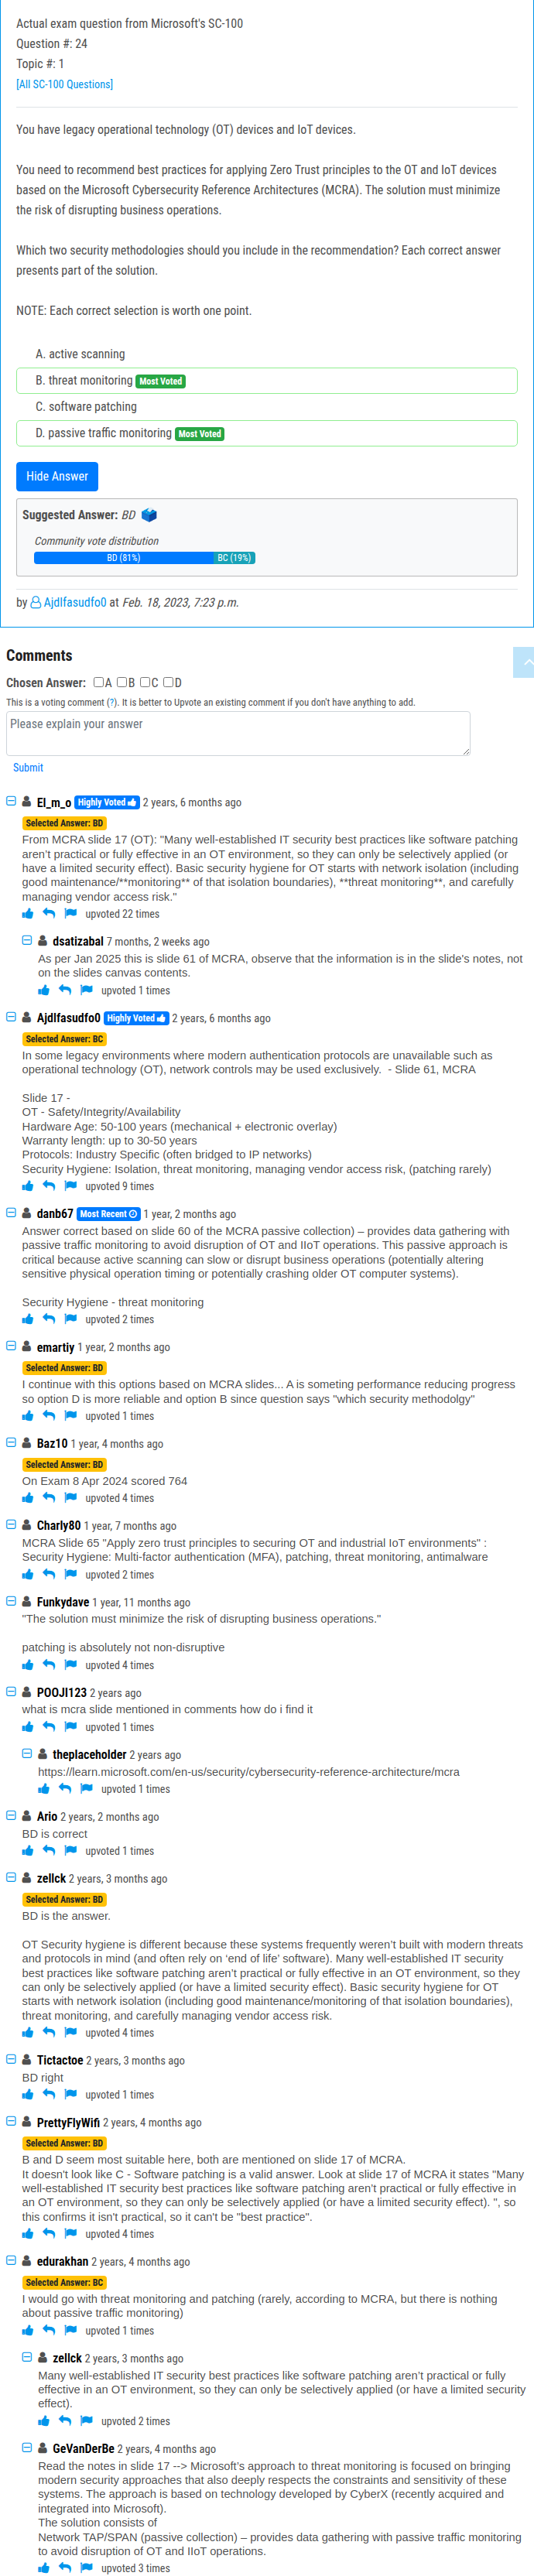 Actual exam question from Microsoft's SC-100
Question #: 24
Topic #: 1
[All SC-100 Questions]
You have legacy operational technology (OT) devices and IoT devices.
You need to recommend best practices for applying Zero Trust principles to the OT and IoT devices
based on the Microsoft Cybersecurity Reference Architectures (MCRA). The solution must minimize
the risk of disrupting business operations.
Which two security methodologies should you include in the recommendation? Each correct answer
presents part of the solution.
NOTE: Each correct selection is worth one point.
A. active scanning
B. threat monitoring Most Voted
C. software patching
D. passive traffic monitoring Most Voted
Hide Answer
Suggested Answer: BD
Community vote distribution
BD (81%) BC (19%)
by Ajdlfasudfo0 at Feb. 18, 2023, 7:23 p.m.
Comments
Chosen Answer: A B C D
This is a voting comment (?). It is better to Upvote an existing comment if you don't have anything to add.
Please explain your answer
Submit
El_m_o Highly Voted 2 years, 6 months ago
Selected Answer: BD
From MCRA slide 17 (OT): "Many well-established IT security best practices like software patching
aren't practical or fully effective in an OT environment, so they can only be selectively applied (or
have a limited security effect). Basic security hygiene for OT starts with network isolation (including
good maintenance/**monitoring** of that isolation boundaries), **threat monitoring**, and carefully
managing vendor access risk."
upvoted 22 times
dsatizabal 7 months, 2 weeks ago
As per Jan 2025 this is slide 61 of MCRA, observe that the information is in the slide's notes, not
on the slides canvas contents.
upvoted 1 times
Ajdlfasudfo0 Highly Voted 2 years, 6 months ago
Selected Answer: BC
In some legacy environments where modern authentication protocols are unavailable such as
operational technology (OT), network controls may be used exclusively. - Slide 61, MCRA
Slide 17 -
OT - Safety/Integrity/Availability
Hardware Age: 50-100 years (mechanical + electronic overlay)
Warranty length: up to 30-50 years
Protocols: Industry Specific (often bridged to IP networks)
Security Hygiene: Isolation, threat monitoring, managing vendor access risk, (patching rarely)
upvoted 9 times
danb67 Most Recent 1 year, 2 months ago
Answer correct based on slide 60 of the MCRA passive collection) – provides data gathering with
passive traffic monitoring to avoid disruption of OT and IIoT operations. This passive approach is
critical because active scanning can slow or disrupt business operations (potentially altering
sensitive physical operation timing or potentially crashing older OT computer systems).
Security Hygiene - threat monitoring
upvoted 2 times
emartiy 1 year, 2 months ago
Selected Answer: BD
I continue with this options based on MCRA slides... A is someting performance reducing progress
so option D is more reliable and option B since question says "which security metodolgy"
upvoted 1 times
Baz10 1 year, 4 months ago
Selected Answer: BD
On Exam 8 Apr 2024 scored 764
upvoted 4 times
Charly80 1 year, 7 months ago
MCRA Slide 65 "Apply zero trust principles to securing OT and industrial IoT environments" :
Security Hygiene: Multi-factor authentication (MFA), patching, threat monitoring, antimalware
upvoted 2 times
Funkydave 1 year, 11 months ago
"The solution must minimize the risk of disrupting business operations."
patching is absolutely not non-disruptive
upvoted 4 times
POOJI123 2 years ago
what is mcra slide mentioned in comments how do i find it
upvoted 1 times
theplaceholder 2 years ago
https://learn.microsoft.com/en-us/security/cybersecurity-reference-architecture/mcra
upvoted 1 times
Ario 2 years, 2 months ago
BD is correct
upvoted 1 times
zellck 2 years, 3 months ago
Selected Answer: BD
BD is the answer.
OT Security hygiene is different because these systems frequently weren't built with modern threats
and protocols in mind (and often rely on 'end of life' software). Many well-established IT security
best practices like software patching aren't practical or fully effective in an OT environment, so they
can only be selectively applied (or have a limited security effect). Basic security hygiene for OT
starts with network isolation (including good maintenance/monitoring of that isolation boundaries),
threat monitoring, and carefully managing vendor access risk.
upvoted 4 times
Tictactoe 2 years, 3 months ago
BD right
upvoted 1 times
PrettyFlyWifi 2 years, 4 months ago
Selected Answer: BD
B and D seem most suitable here, both are mentioned on slide 17 of MCRA.
It doesn't look like C - Software patching is a valid answer. Look at slide 17 of MCRA it states "Many
well-established IT security best practices like software patching aren't practical or fully effective in
an OT environment, so they can only be selectively applied (or have a limited security effect). ", so
this confirms it isn't practical, so it can't be "best practice".
upvoted 4 times
edurakhan 2 years, 4 months ago
Selected Answer: BC
I would go with threat monitoring and patching (rarely, according to MCRA, but there is nothing
about passive traffic monitoring)
upvoted 1 times
zellck 2 years, 3 months ago
Many well-established IT security best practices like software patching aren't practical or fully
effective in an OT environment, so they can only be selectively applied (or have a limited security
effect).
upvoted 2 times
GeVanDerBe 2 years, 4 months ago
Read the notes in slide 17 --> Microsoft's approach to threat monitoring is focused on bringing
modern security approaches that also deeply respects the constraints and sensitivity of these
systems. The approach is based on technology developed by CyberX (recently acquired and
integrated into Microsoft).
The solution consists of
Network TAP/SPAN (passive collection) – provides data gathering with passive traffic monitoring
to avoid disruption of OT and IIoT operations.
upvoted 3 times